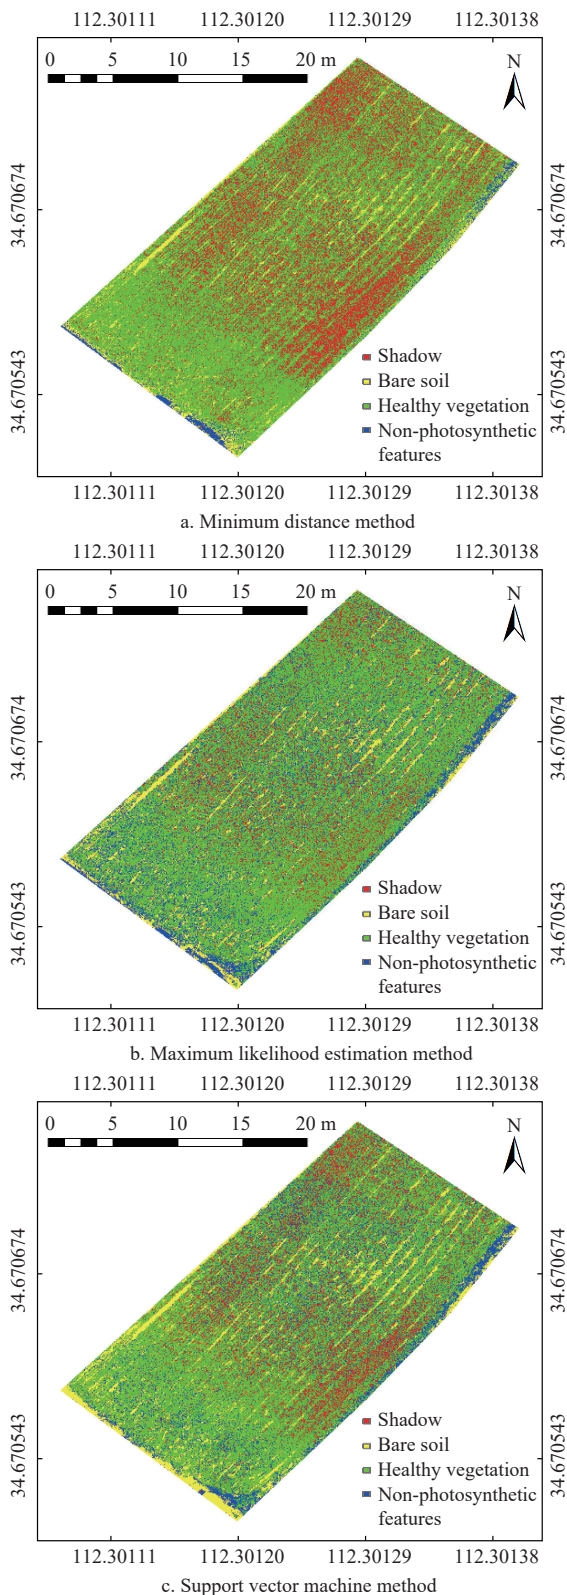 112.30111 112.30120 112.30129 112.30138
0 5 10 15 20 m
N
34.670674
34.670674
34.670543
34.670543
Shadow
Bare soil
Healthy vegetation
Non-photosynthetic
features
112.30111 112.30120 112.30129 112.30138
a. Minimum distance method
112.30111 112.30120 112.30129 112.30138
0 5 10 15 20 m
N
34.670674
34.670674
34.670543
34.670543
Shadow
Bare soil
Healthy vegetation
Non-photosynthetic
features
112.30111 112.30120 112.30129 112.30138
b. Maximum likelihood estimation method
112.30111 112.30120 112.30129 112.30138
0 5 10 15 20 m
N
34.670674
34.670674
34.670543
34.670543
Shadow
Bare soil
Healthy vegetation
Non-photosynthetic
features
112.30111 112.30120 112.30129 112.30138
c. Support vector machine method